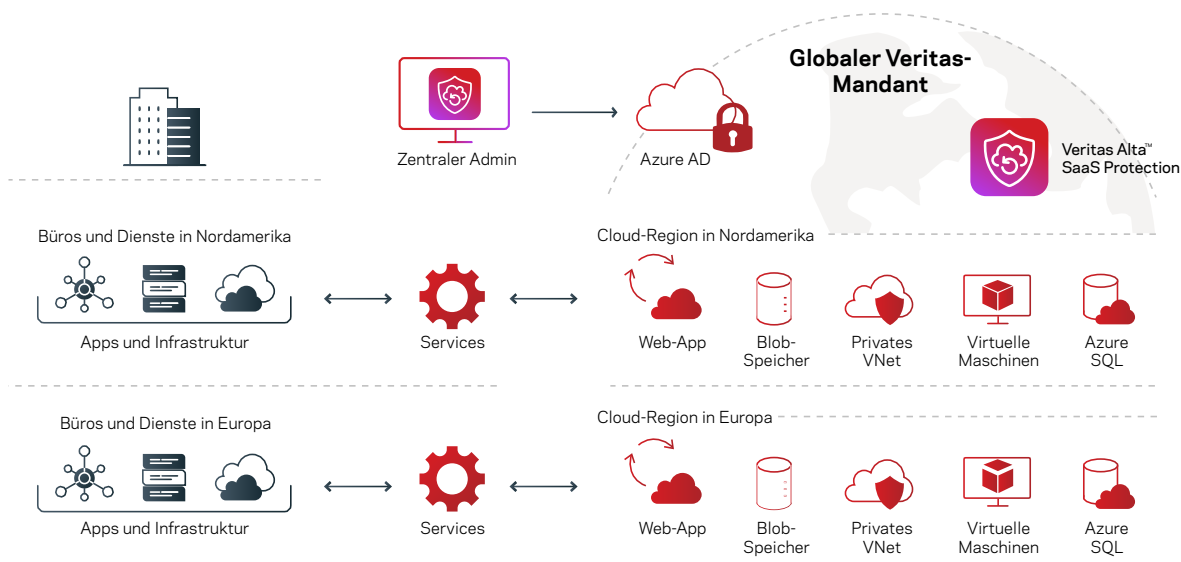 Globaler Veritas-
Mandant
Zentraler Admin
Azure AD
Veritas Alta™
SaaS Protection
Büros und Dienste in Nordamerika
Cloud-Region in Nordamerika
Apps und Infrastruktur
Services
Web-App
Blob-
Speicher
Privates
VNet
Virtuelle
Maschinen
Azure
SQL
Büros und Dienste in Europa
Cloud-Region in Europa
Apps und Infrastruktur
Services
Web-App
Blob-
Speicher
Privates
VNet
Virtuelle
Maschinen
Azure
SQL